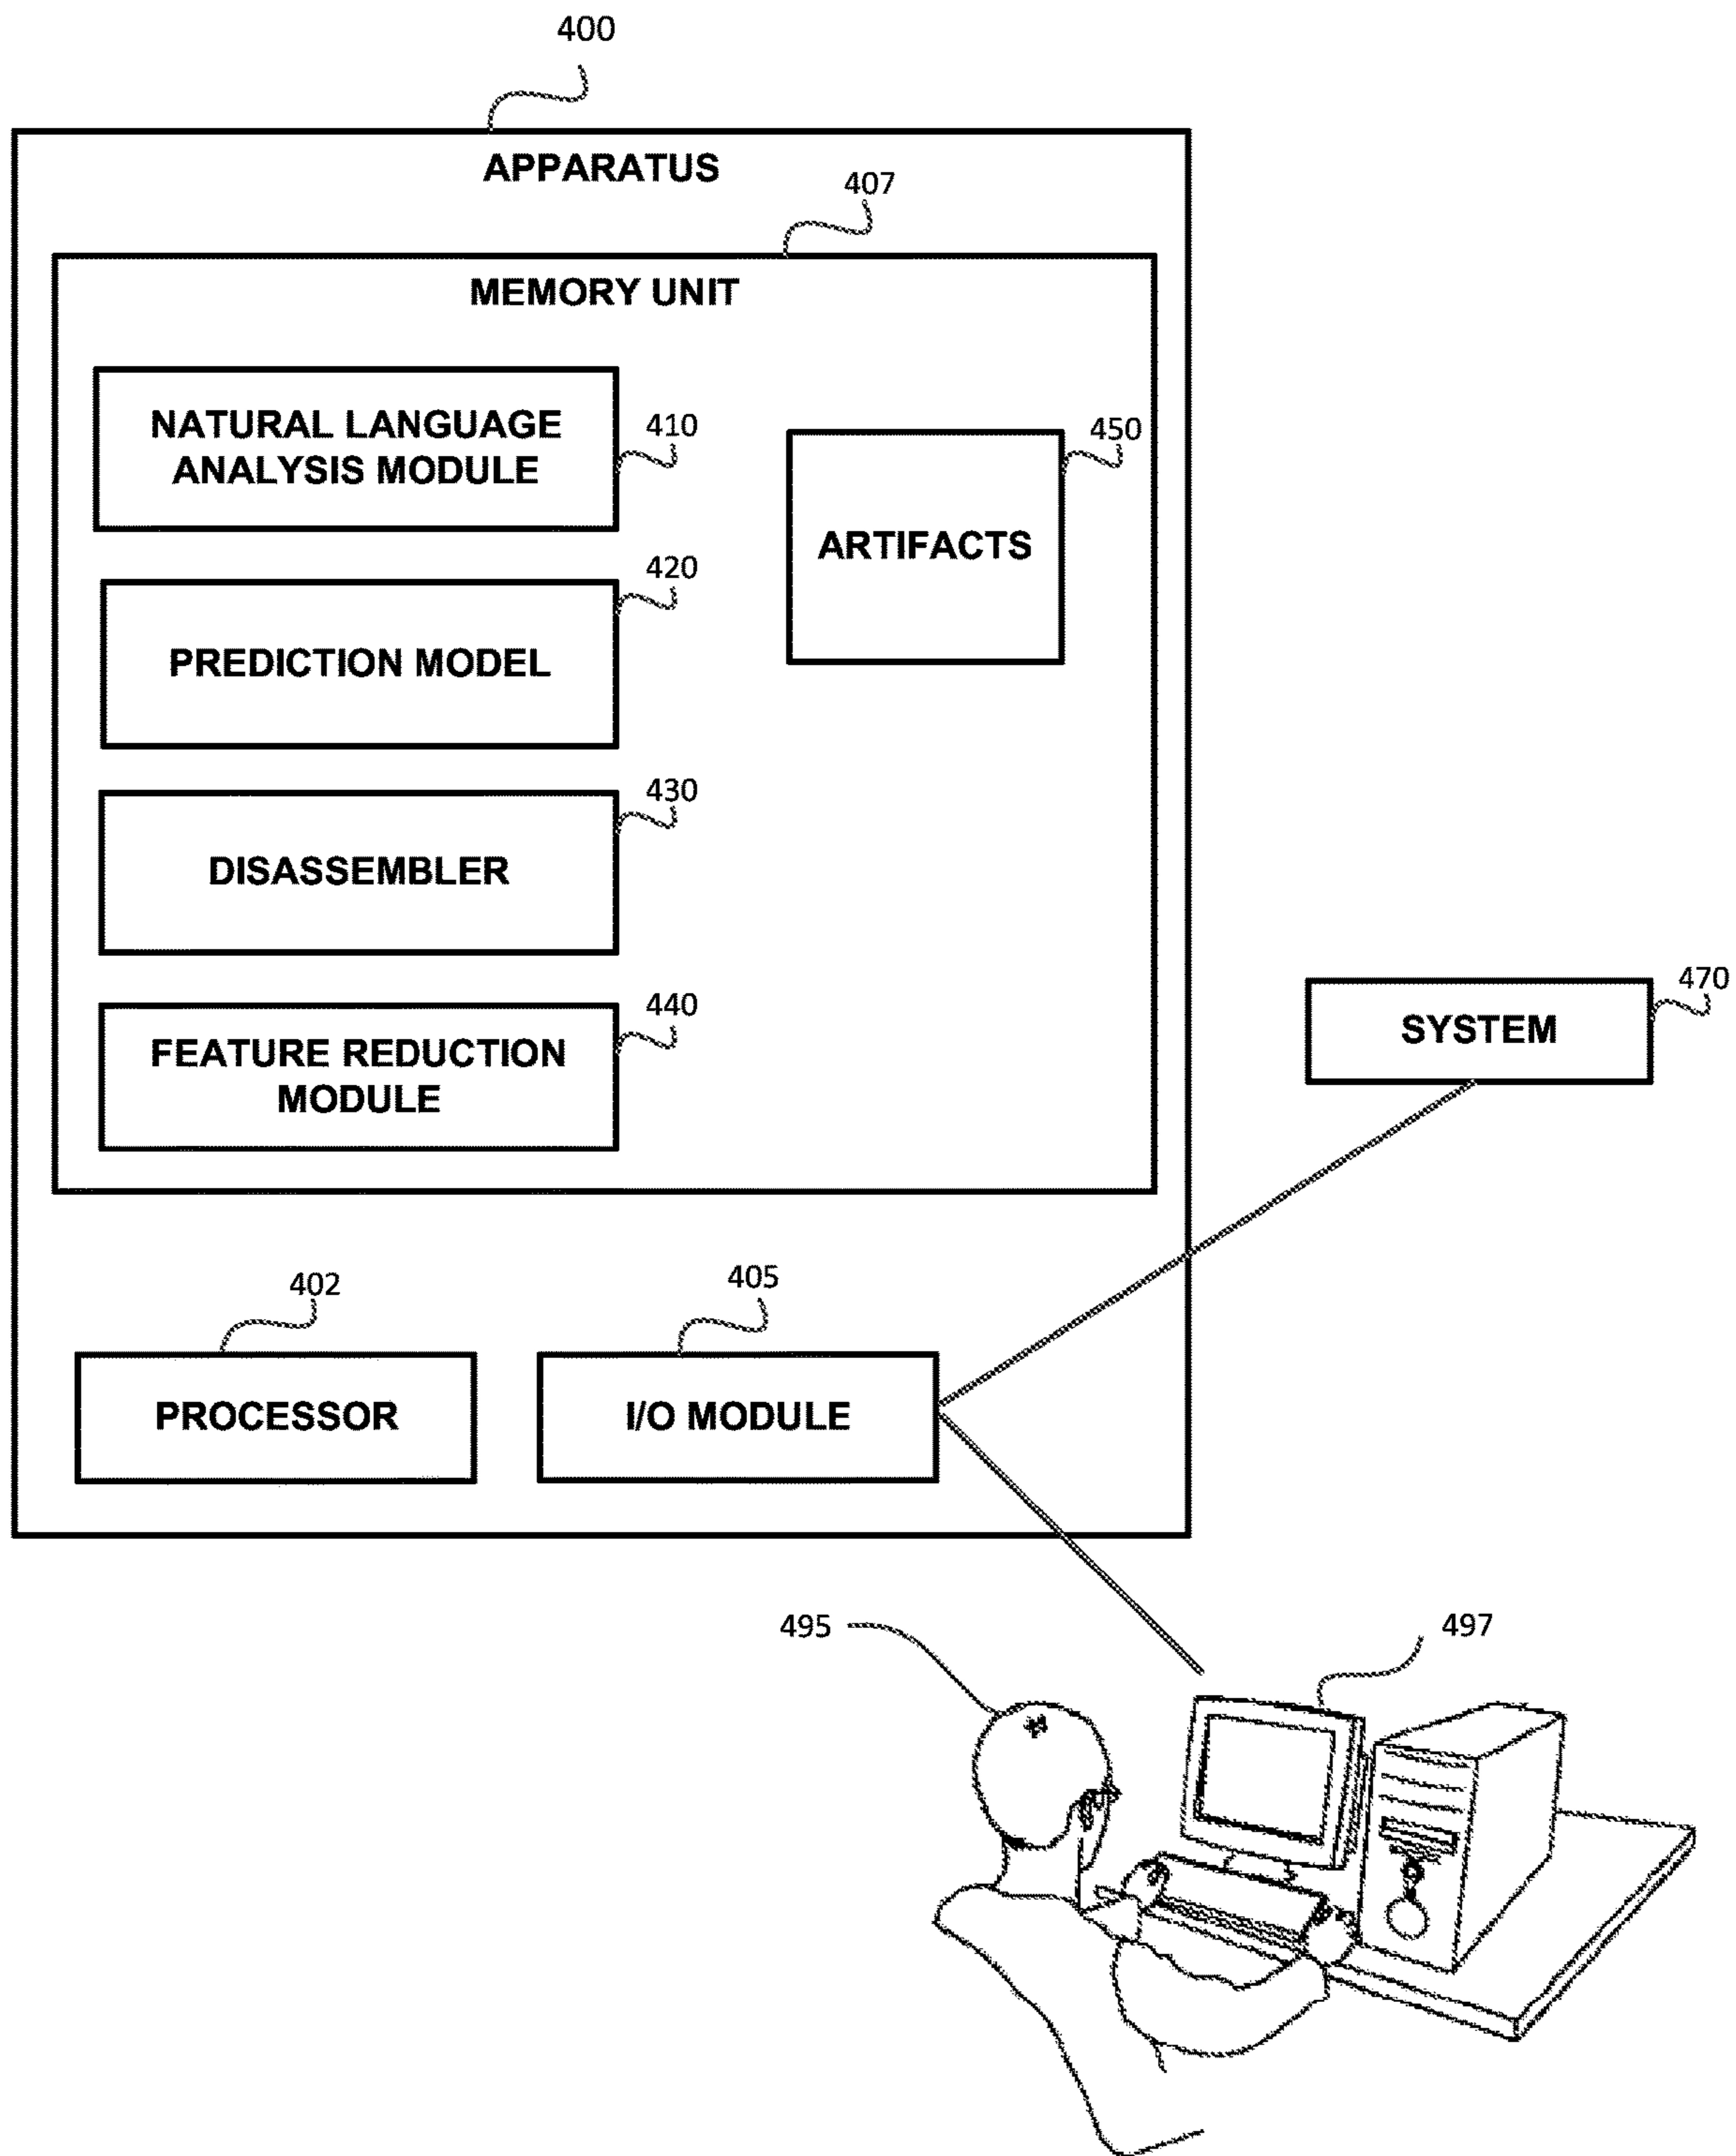 400
APPARATUS
407
MEMORY UNIT
NATURAL LANGUAGE
ANALYSIS MODULE
410
450
ARTIFACTS
420
PREDICTION MODEL
430
DISASSEMBLER
440
FEATURE REDUCTION
MODULE
470
SYSTEM
402
405
PROCESSOR
I/O MODULE
495
497